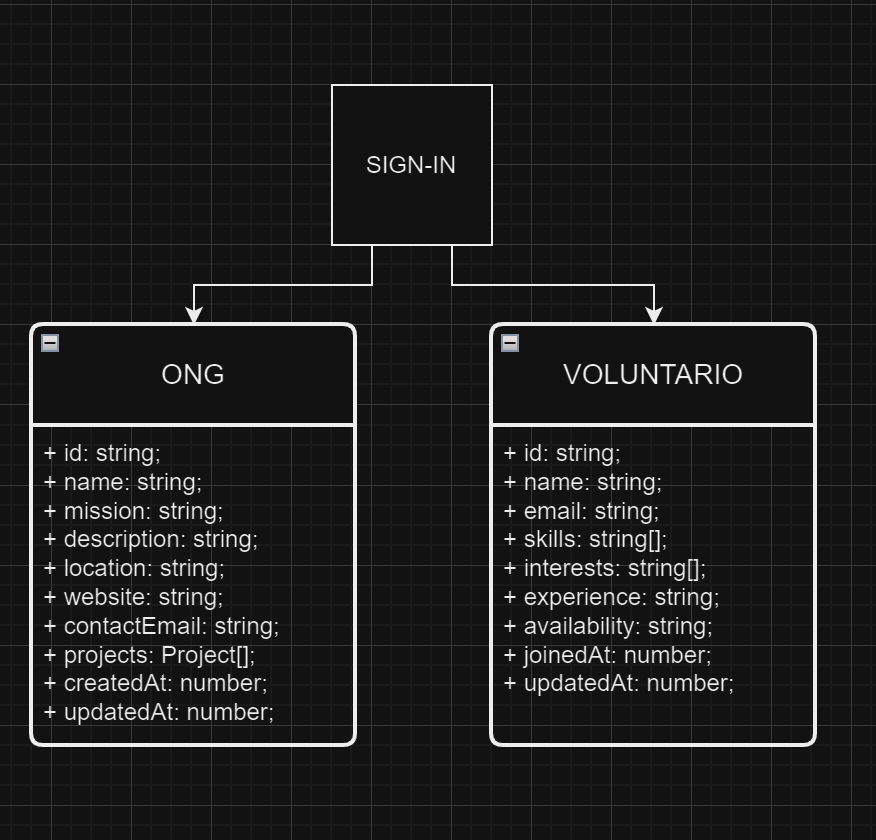 SIGN-IN
ONG
+ id: string;
+ name: string;
+ mission: string;
+ description: string;
+ location: string;
+ website: string;
+ contactEmail: string;
+ projects: Project[];
+ createdAt: number;
+ updatedAt: number;
VOLUNTARIO
+ id: string;
+ name: string;
+ email: string;
+ skills: string[];
+ interests: string[];
+ experience: string;
+ availability: string;
+ joinedAt: number;
+ updatedAt: number;